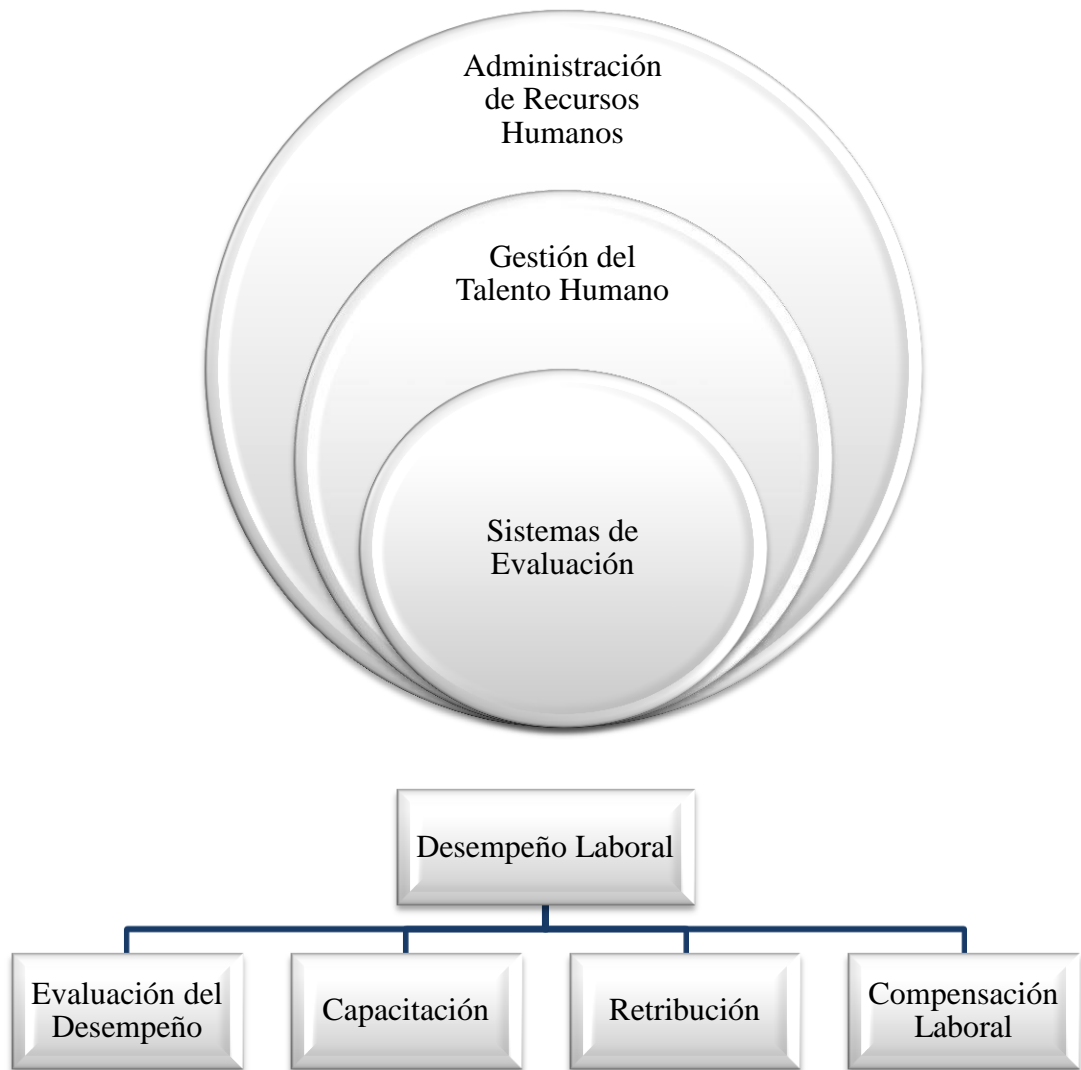 Administración
de Recursos
Humanos
Gestión del
Talento Humano
Sistemas de
Evaluación
Desempeño Laboral
Evaluación del
Desempeño
Capacitación
Retribución
Compensación
Laboral